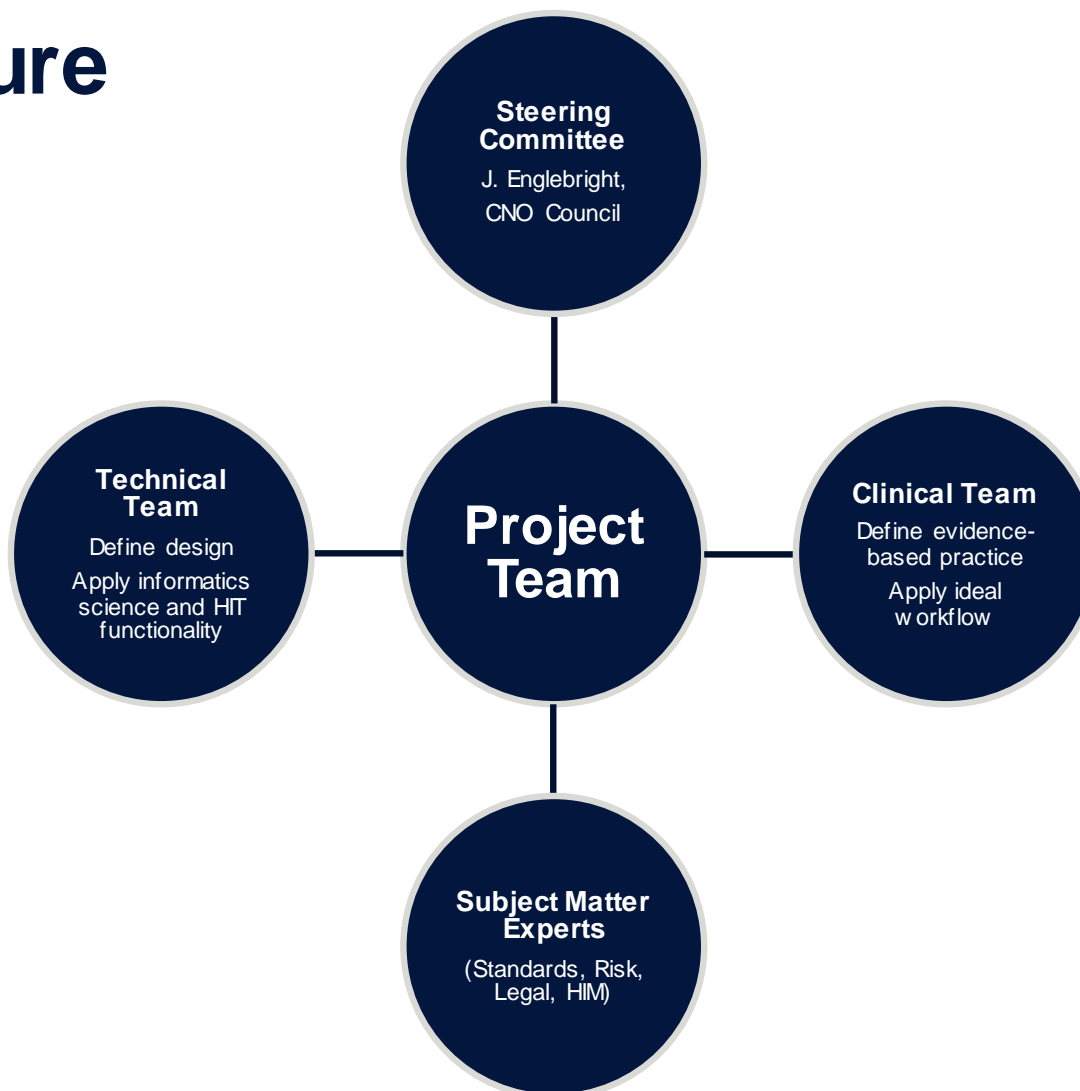 ure
Steering
Committee
J. Englebright,
CNO Council
Technical
Team
Define design
Apply informatics
science and HIT
functionality
Project
Team
Clinical Team
Define evidence-
based practice
Apply ideal
workflow
Subject Matter
Experts
(Standards, Risk,
Legal, HIM)